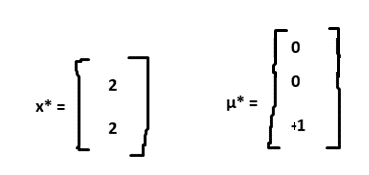 x* = [ 2
2 ]
μ* = [ 0
0
+1 ]